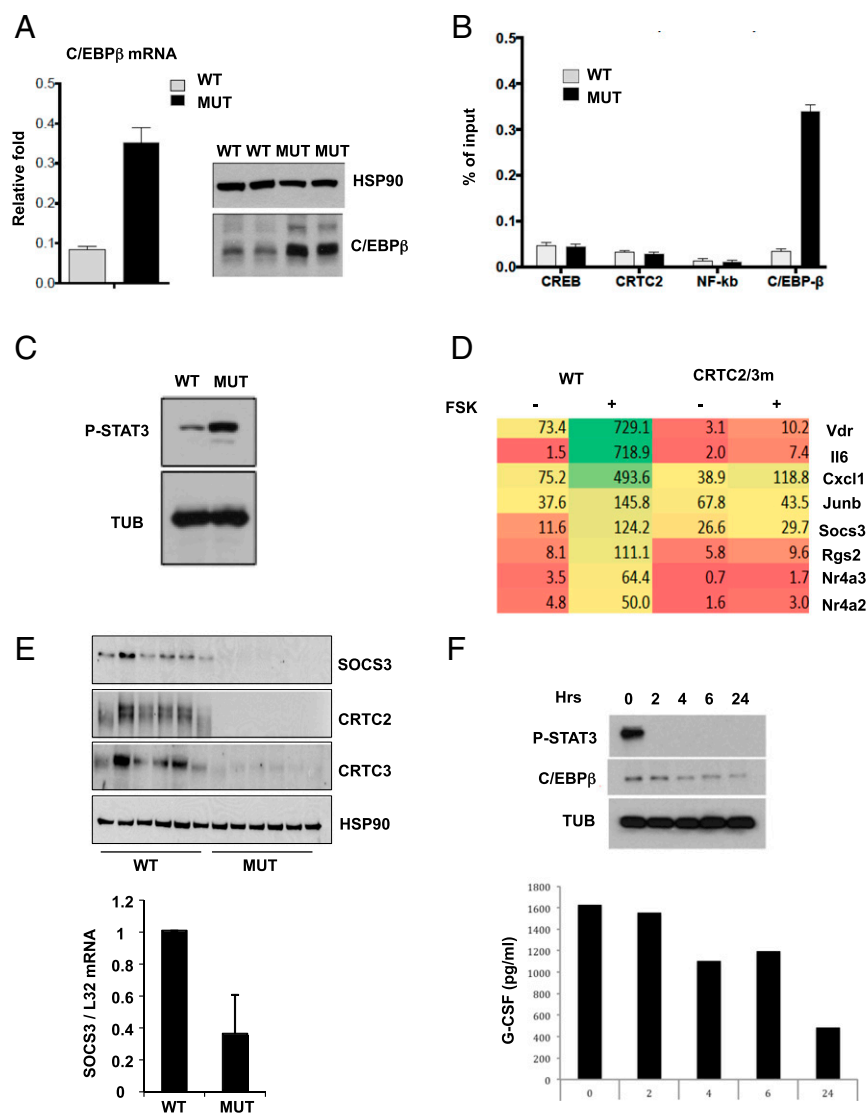 A
C/EBPβ mRNA
WT
MUT
0.5
0.4
0.3
0.2
0.1
0
Relative fold
WT WT MUT MUT
HSP90
C/EBPβ
B
0.5
0.4
0.3
0.2
0.1
0.0
% of input
WT
MUT
CREB CRTC2 NF-kb C/EBP-β
C
WT MUT
P-STAT3
TUB
D
WT CRTC2/3m
FSK - + - +
73.4 729.1 3.1 10.2 Vdr
1.5 718.9 2.0 7.4 Il6
75.2 493.6 38.9 118.8 Cxcl1
37.6 145.8 67.8 43.5 Junb
11.6 124.2 26.6 29.7 Socs3
8.1 111.1 5.8 9.6 Rgs2
3.5 64.4 0.7 1.7 Nr4a3
4.8 50.0 1.6 3.0 Nr4a2
E
SOCS3
CRTC2
CRTC3
HSP90
WT MUT
1.2
1
0.8
0.6
0.4
0.2
0
SOCS3 / L32 mRNA
WT MUT
F
Hrs 0 2 4 6 24
P-STAT3
C/EBPβ
TUB
1800
1600
1400
1200
1000
800
600
400
200
0
G-CSF (pg/ml)
0 2 4 6 24